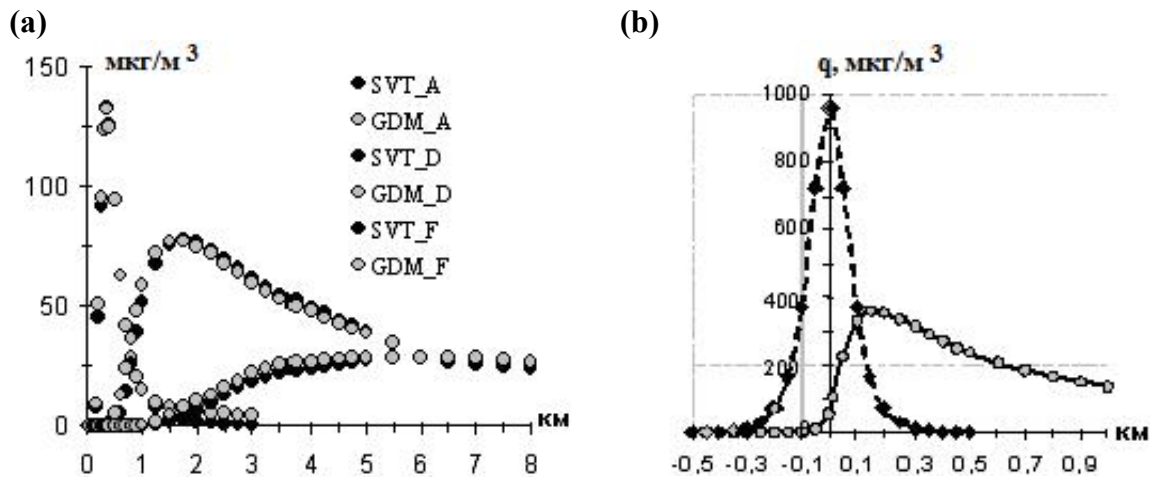 (a)
мкг/м 3
150
100
50
0
SVT_A
GDM_A
SVT_D
GDM_D
SVT_F
GDM_F
км
0 1 2 3 4 5 6 7 8
(b)
q, мкг/м 3
1000
800
600
400
200
0
км
-0,5 -0,3 -0,1 0,1 0,3 0,5 0,7 0,9